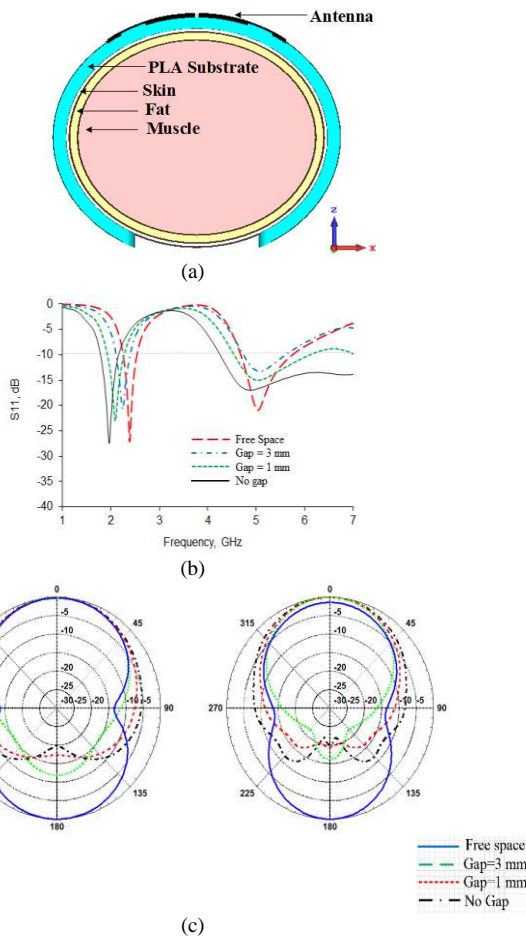 Antenna
PLA Substrate
Skin
Fat
Muscle
z
x
(a)
0
-5
-10
-15
-20
-25
-30
-35
-40
S11, dB
Free Space
Gap = 3 mm
Gap = 1 mm
No gap
1 2 3 4 5 6 7
Frequency, GHz
(b)
0
-5
-10
-20
-25
-30 -25 -20 -10 -5
45
90
135
180
0
315
45
-5
-10
-20
-25
-30 -25 -20 -10 -5
270
90
225
135
180
Free space
Gap=3 mm
Gap=1 mm
No Gap
(c)